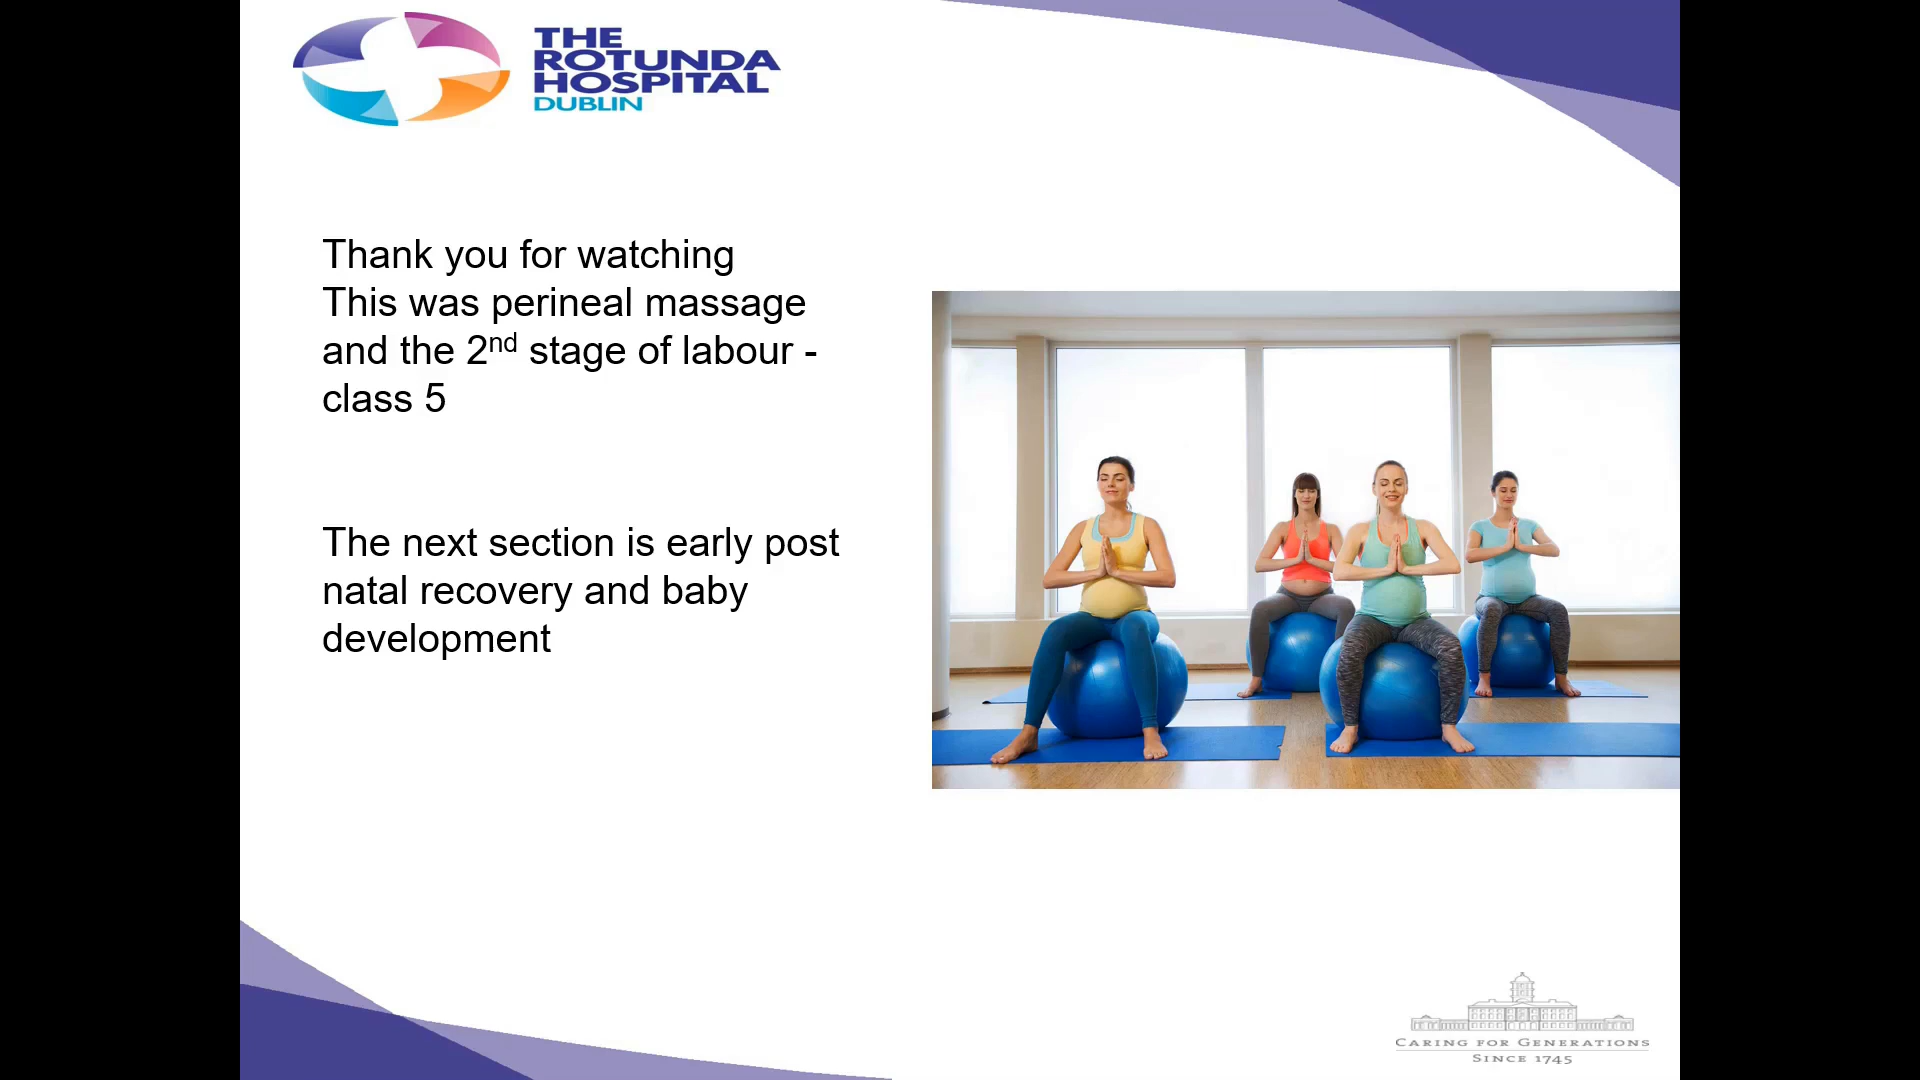 THE
ROTUNDA
HOSPITAL
DUBLIN
Thank you for watching
This was perineal massage
and the 2nd stage of labour -
class 5
The next section is early post
natal recovery and baby
development
CARING FOR GENERATIONS
SINCE 1745